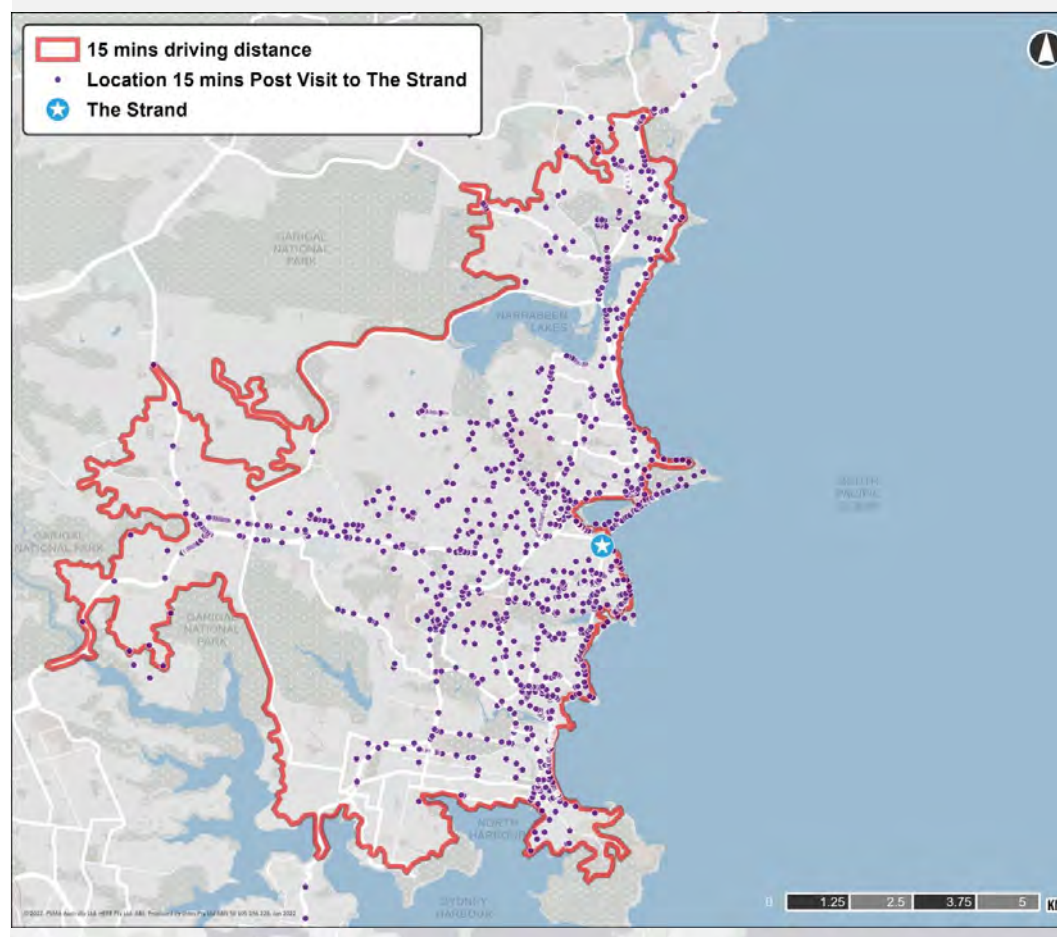 15 mins driving distance
Location 15 mins Post Visit to The Strand
The Strand
GARIGAL
NATIONAL
PARK
NARRABEEN
LAKES
SOUTH
PACIFIC
OCEAN
GARIGAL
NATIONAL PARK
GARIGAL
NATIONAL
PARK
NORTH
HARBOUR
SYDNEY
HARBOUR
0 1.25 2.5 3.75 5 KM